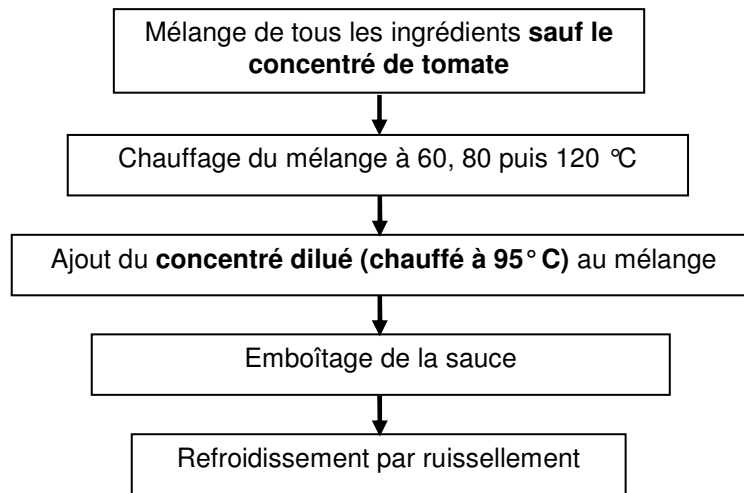 Mélange de tous les ingrédients sauf le
concentré de tomate
Chauffage du mélange à 60, 80 puis 120 °C
Ajout du concentré dilué (chauffé à 95° C) au mélange
Emboîtage de la sauce
Refroidissement par ruissellement